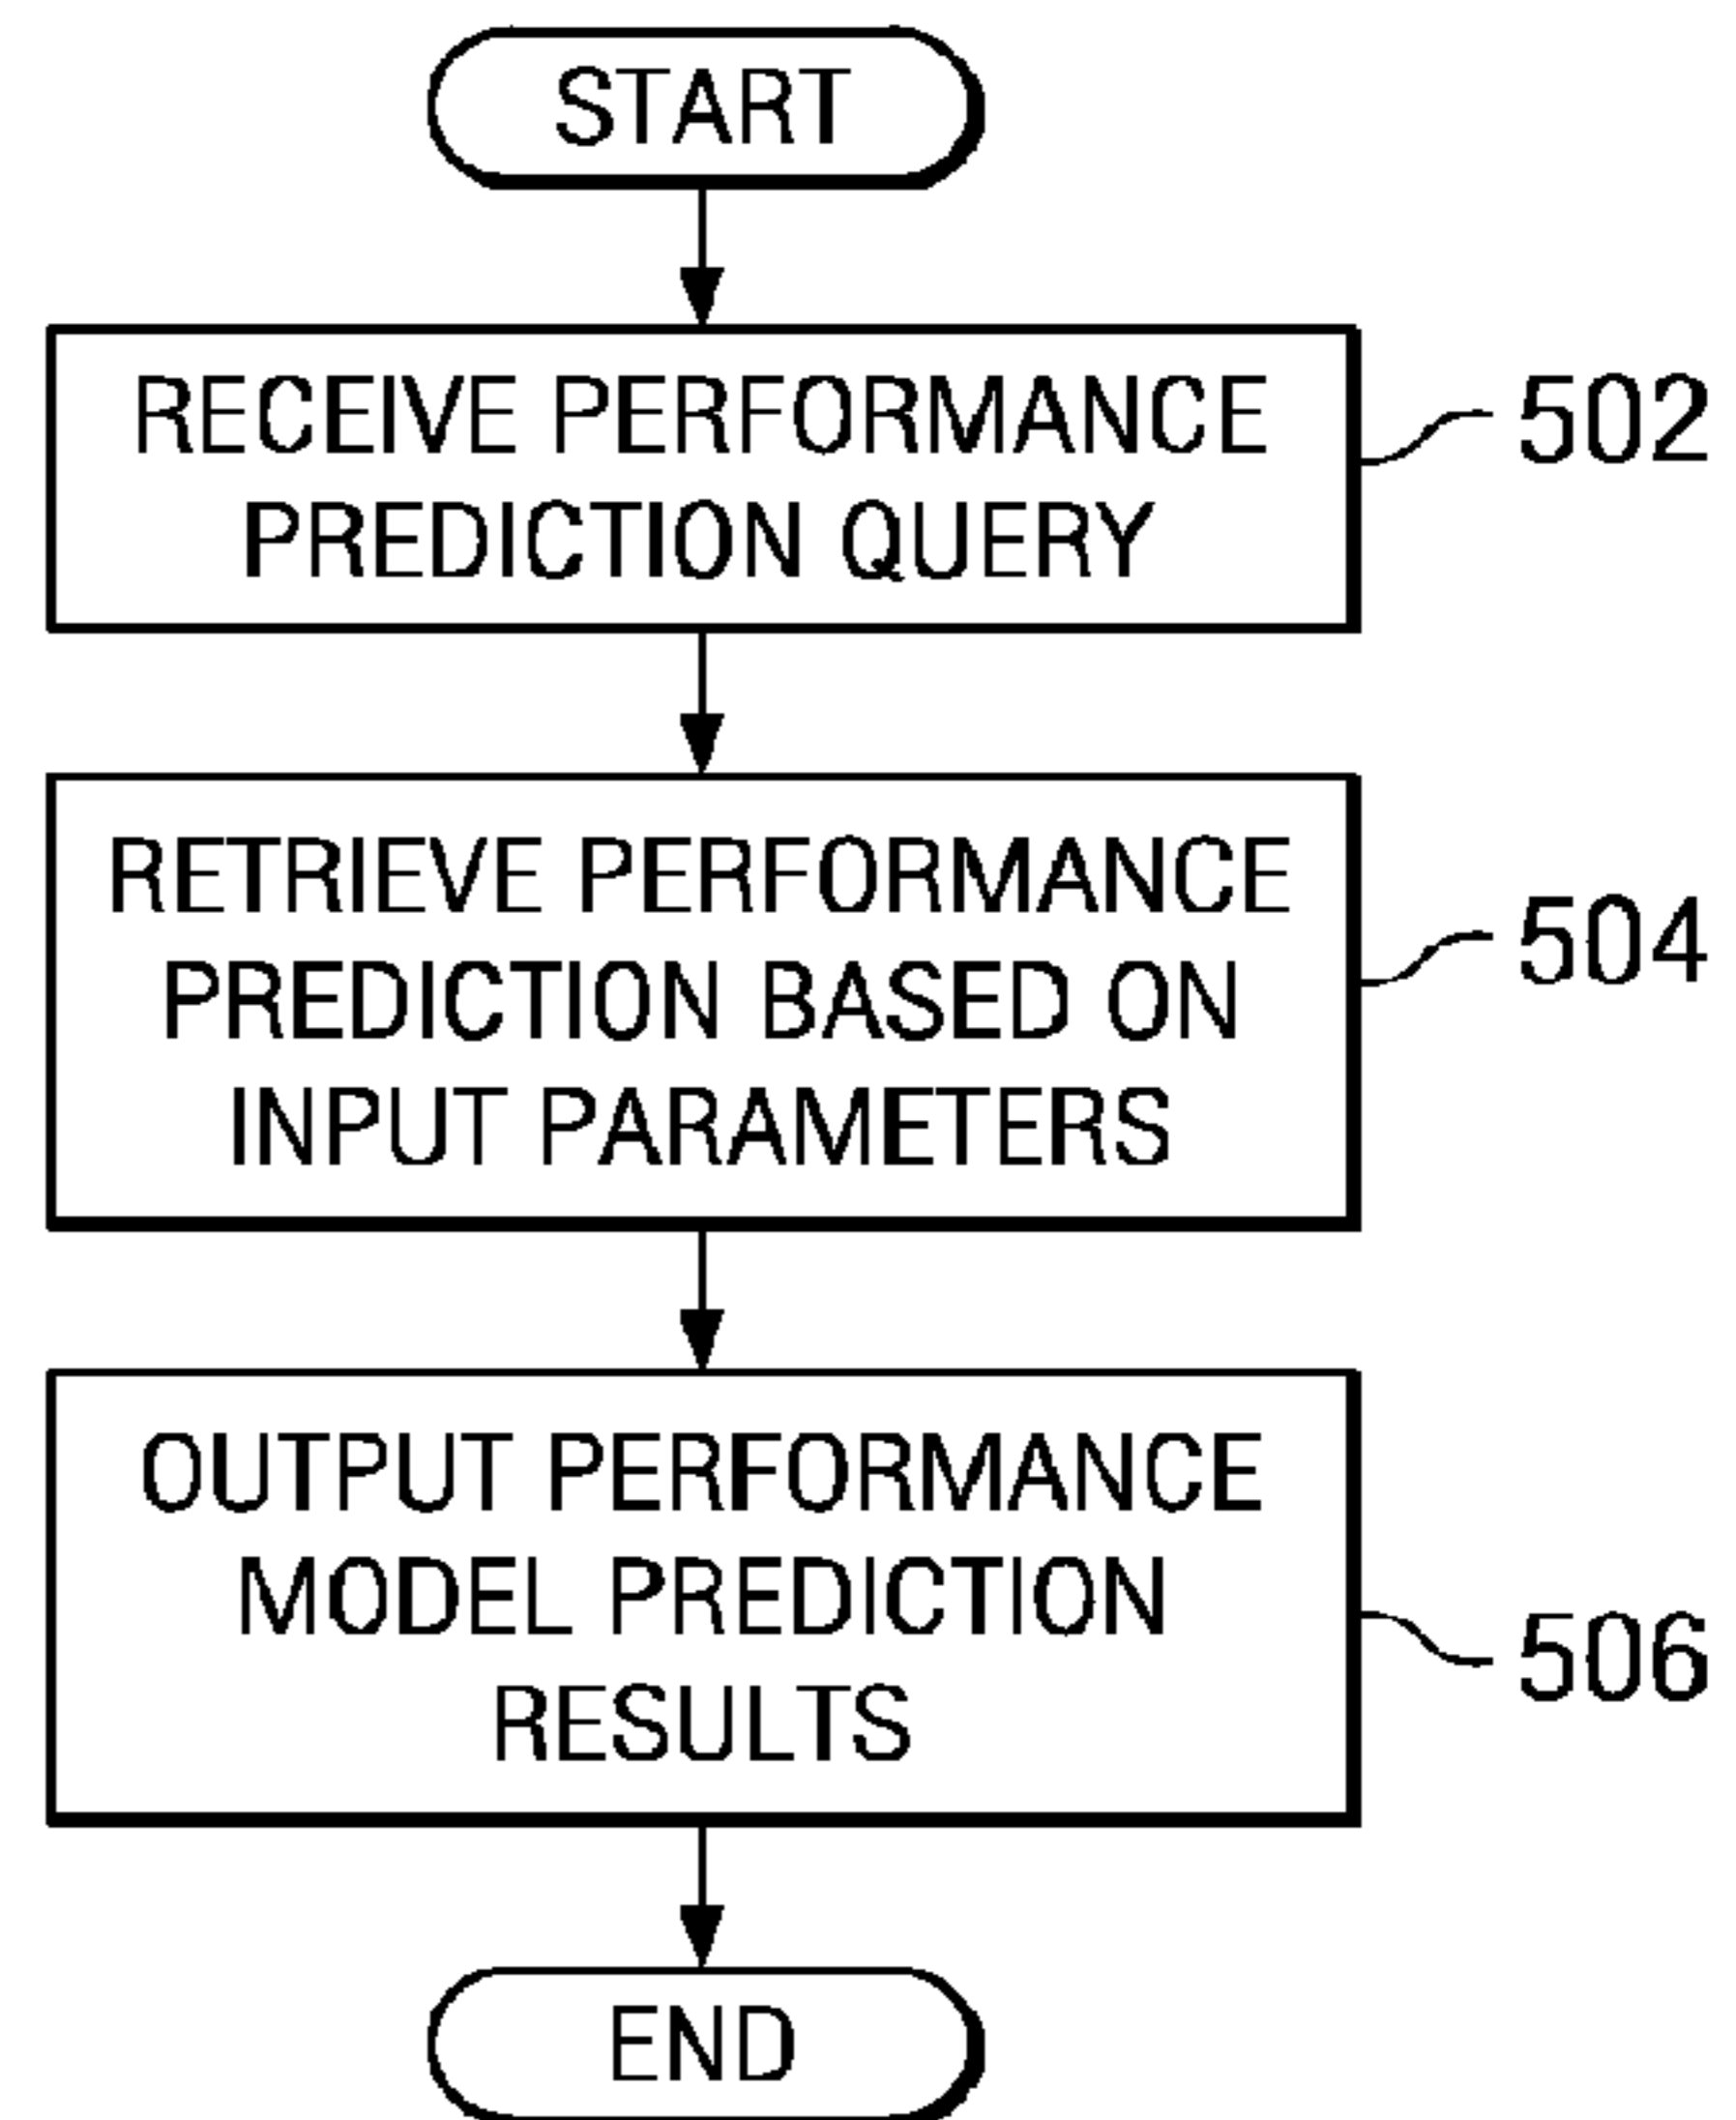 START
RECEIVE PERFORMANCE
PREDICTION QUERY
502
RETRIEVE PERFORMANCE
PREDICTION BASED ON
INPUT PARAMETERS
504
OUTPUT PERFORMANCE
MODEL PREDICTION
RESULTS
506
END